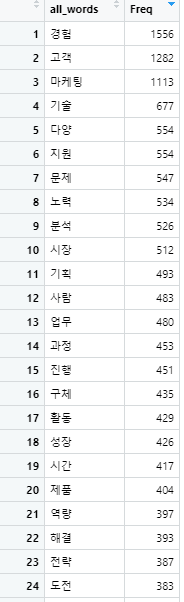 all_words Freq
1 경험 1556
2 고객 1282
3 마케팅 1113
4 기술 677
5 다양 554
6 지원 554
7 문제 547
8 노력 534
9 분석 526
10 시장 512
11 기획 493
12 사람 483
13 업무 480
14 과정 453
15 진행 451
16 구체 435
17 활동 429
18 성장 426
19 시간 417
20 제품 404
21 역량 397
22 해결 393
23 전략 387
24 도전 383